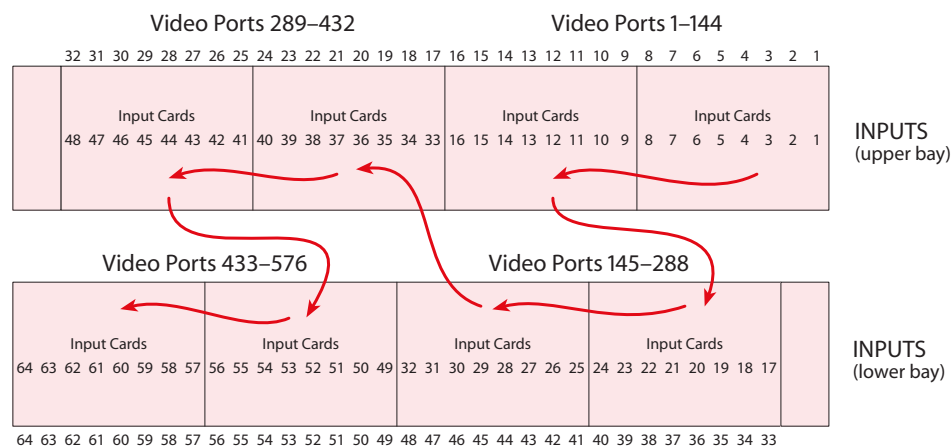 Video Ports 289–432 Video Ports 1–144
32 31 30 29 28 27 26 25 24 23 22 21 20 19 18 17 16 15 14 13 12 11 10 9 8 7 6 5 4 3 2 1
Input Cards Input Cards Input Cards Input Cards
48 47 46 45 44 43 42 41 40 39 38 37 36 35 34 33 16 15 14 13 12 11 10 9 8 7 6 5 4 3 2 1
INPUTS
(upper bay)
Video Ports 433–576 Video Ports 145–288
Input Cards Input Cards Input Cards Input Cards
64 63 62 61 60 59 58 57 56 55 54 53 52 51 50 49 32 31 30 29 28 27 26 25 24 23 22 21 20 19 18 17
INPUTS
(lower bay)
64 63 62 61 60 59 58 57 56 55 54 53 52 51 50 49 48 47 46 45 44 43 42 41 40 39 38 37 36 35 34 33